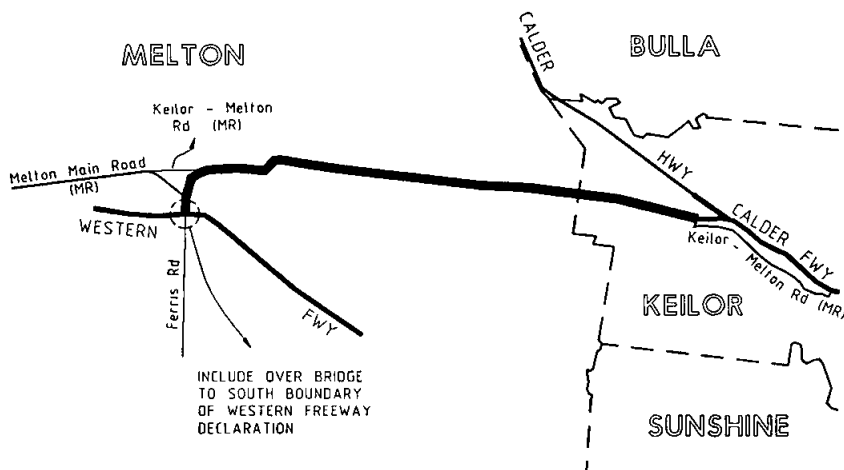 MELTON
BULLA
CALDER
Keilor - Melton
Rd (MR)
Melton Main Road
(MR)
HWY
WESTERN
CALDER FWY
Keilor -
Melton Rd (MR)
Ferris Rd
FWY
KEILOR
INCLUDE OVER BRIDGE
TO SOUTH BOUNDARY
OF WESTERN FREEWAY
DECLARATION
SUNSHINE